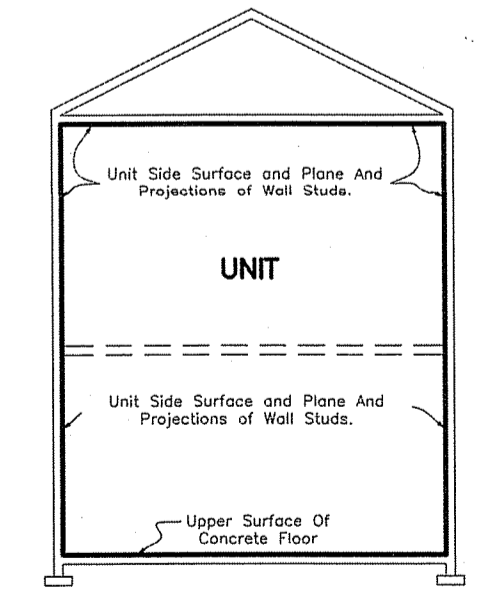 Unit Side Surface and Plane And
Projections of Wall Studs.
UNIT
Unit Side Surface and Plane And
Projections of Wall Studs.
Upper Surface Of
Concrete Floor